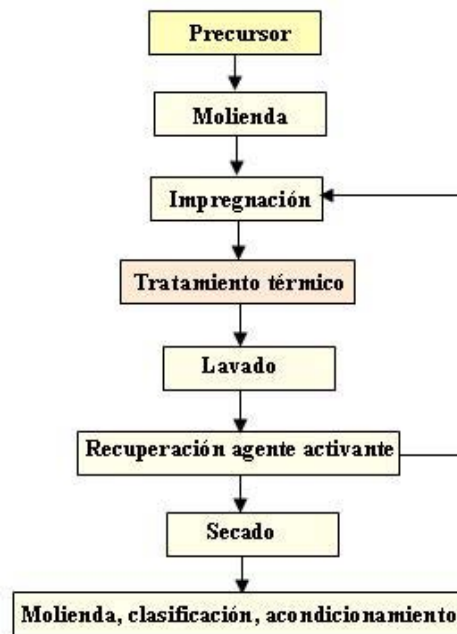 Precursor
Molienda
Impregnación
Tratamiento térmico
Lavado
Recuperación agente activante
Secado
Molienda, clasificación, acondicionamiento